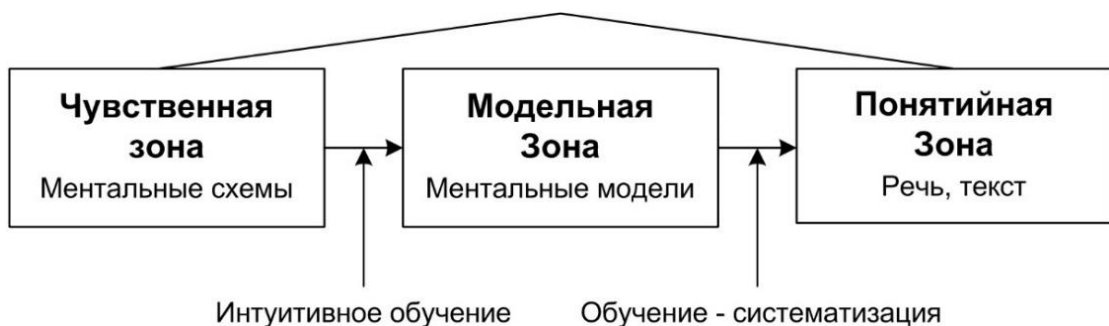 Чувственная
зона
Ментальные схемы
Модельная
Зона
Ментальные модели
Понятийная
Зона
Речь, текст
Интуитивное обучение
Обучение - систематизация